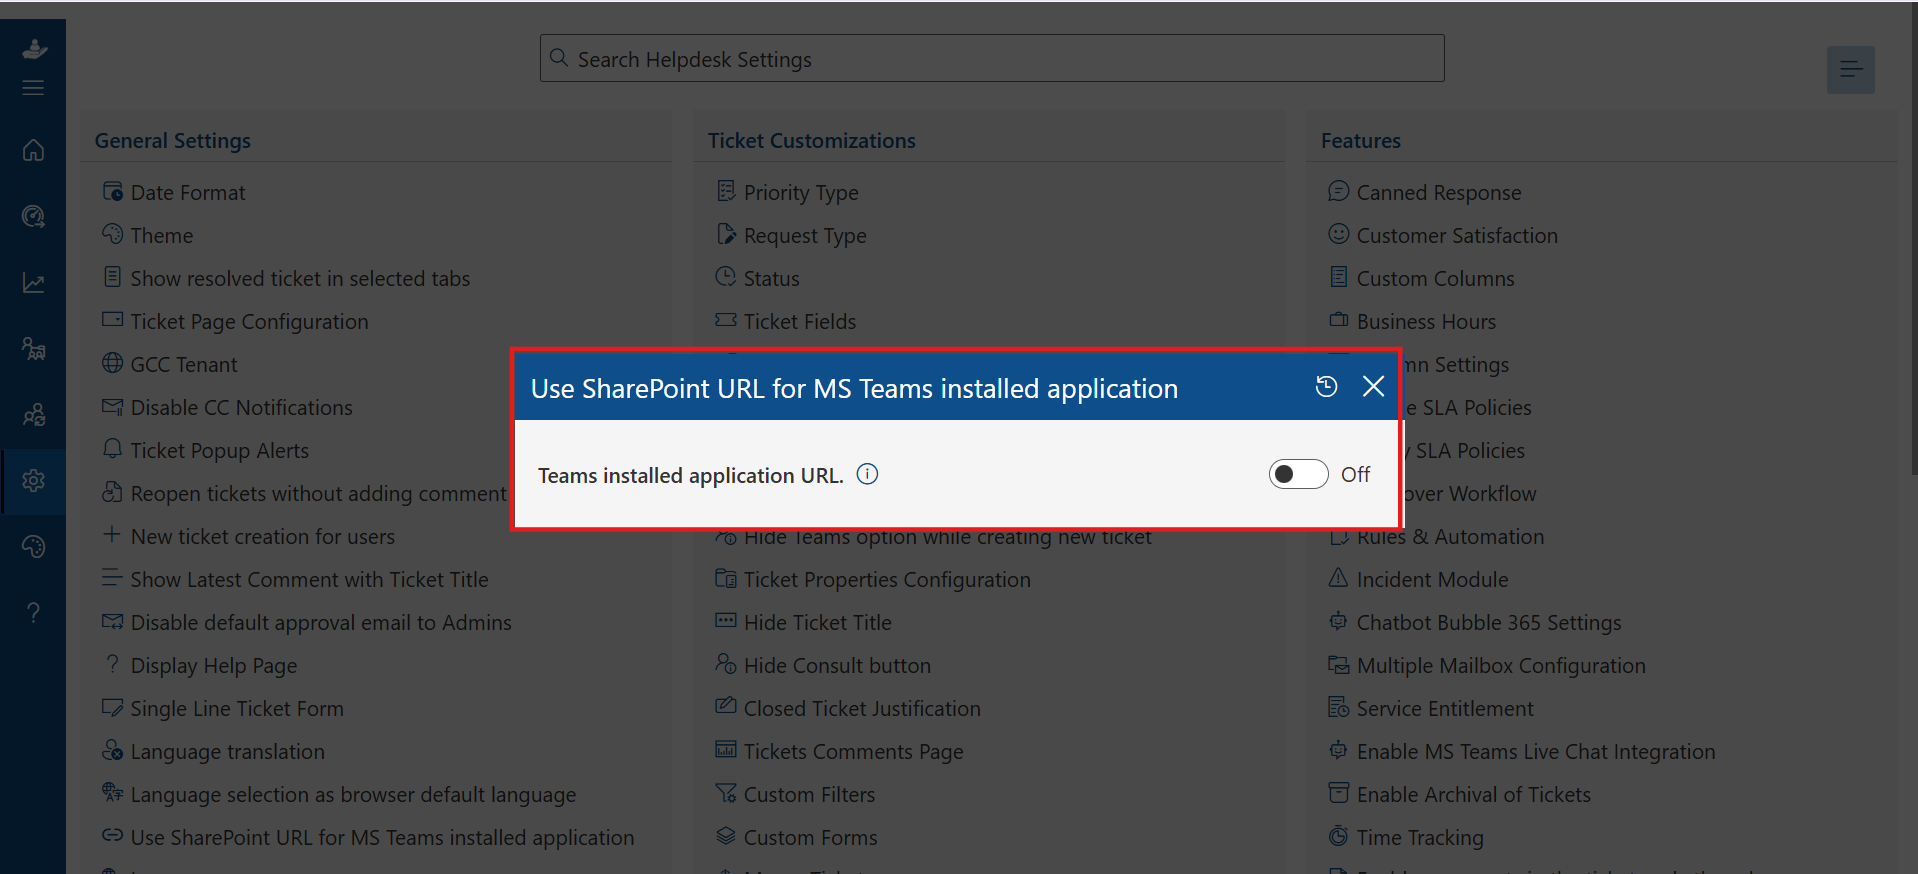 Search Helpdesk Settings
General Settings
Date Format
Theme
Show resolved ticket in selected tabs
Ticket Page Configuration
GCC Tenant
Disable CC Notifications
Ticket Popup Alerts
Reopen tickets without adding comment
New ticket creation for users
Show Latest Comment with Ticket Title
Disable default approval email to Admins
Display Help Page
Single Line Ticket Form
Language translation
Language selection as browser default language
Use SharePoint URL for MS Teams installed application
Ticket Customizations
Priority Type
Request Type
Status
Ticket Fields
Use SharePoint URL for MS Teams installed application
Teams installed application URL.
Off
Hide Teams option while creating new ticket
Ticket Properties Configuration
Hide Ticket Title
Hide Consult button
Closed Ticket Justification
Tickets Comments Page
Custom Filters
Custom Forms
Features
Canned Response
Customer Satisfaction
Custom Columns
Business Hours
mn Settings
e SLA Policies
y SLA Policies
over Workflow
Rules & Automation
Incident Module
Chatbot Bubble 365 Settings
Multiple Mailbox Configuration
Service Entitlement
Enable MS Teams Live Chat Integration
Enable Archival of Tickets
Time Tracking